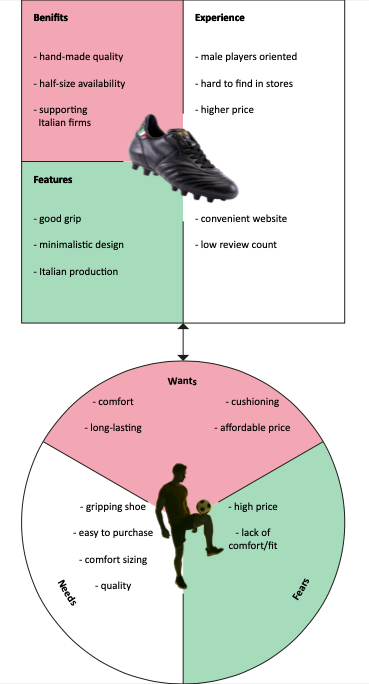 Benifits
- hand-made quality
- half-size availability
- supporting
Italian firms
Experience
- male players oriented
- hard to find in stores
- higher price
Features
- good grip
- minimalistic design
- Italian production
- convenient website
- low review count
Wants
- comfort
- cushioning
- long-lasting
- affordable price
- gripping shoe
- easy to purchase
- comfort sizing
- quality
Needs
- high price
- lack of
comfort/fit
Fears